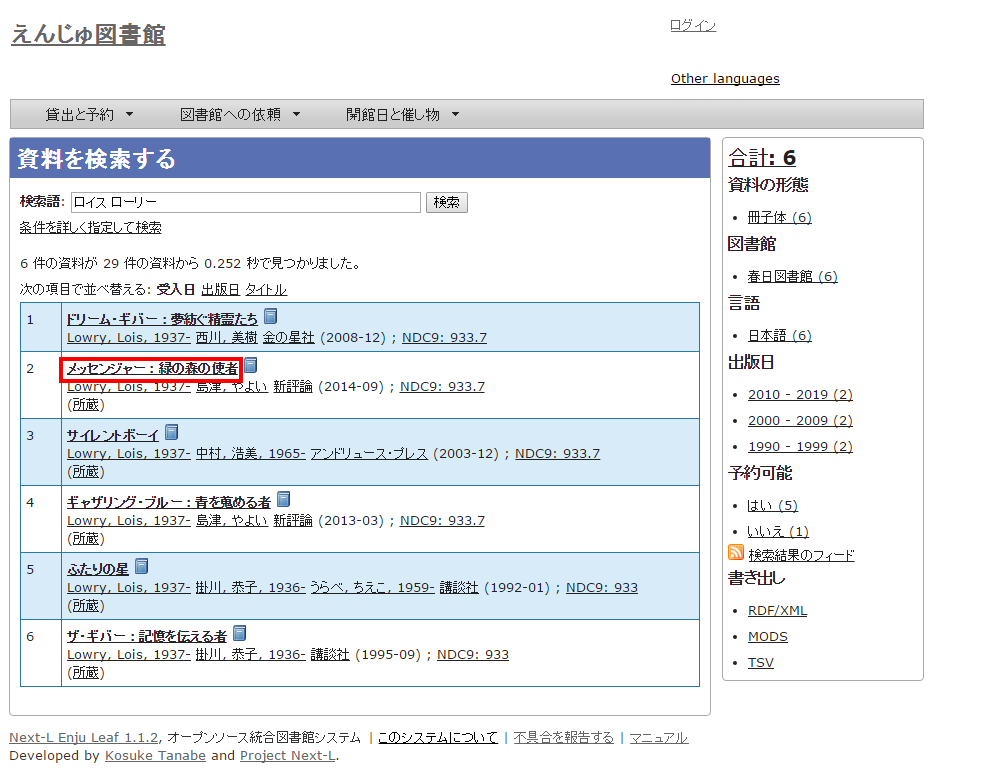 えんじゅ図書館
ログイン
Other languages
貸出と予約 ▼ 図書館への依頼 ▼ 開館日と催し物 ▼
資料を検索する
検索語: ロイス ローリー 検索
条件を詳しく指定して検索
6 件の資料が 29 件の資料から 0.252 秒で見つかりました。
次の項目で並べ替える: 受入日 出版日 タイトル
1 ドリーム・ギバー : 夢紡ぐ精霊たち
Lowry, Lois, 1937- 西川, 美樹 金の星社 (2008-12) ; NDC9: 933.7
2 メッセンジャー : 緑の森の使者
Lowry, Lois, 1937- 島津, やよい 新評論 (2014-09) ; NDC9: 933.7
(所蔵)
3 サイレントボーイ
Lowry, Lois, 1937- 中村, 浩美, 1965- アンドリュース・プレス (2003-12) ; NDC9: 933.7
(所蔵)
4 ギャザリング・ブルー : 青を蒐める者
Lowry, Lois, 1937- 島津, やよい 新評論 (2013-03) ; NDC9: 933.7
(所蔵)
5 ふたりの星
Lowry, Lois, 1937- 掛川, 恭子, 1936- うらべ, ちえこ, 1959- 講談社 (1992-01) ; NDC9: 933
(所蔵)
6 ザ・ギバー : 記憶を伝える者
Lowry, Lois, 1937- 掛川, 恭子, 1936- 講談社 (1995-09) ; NDC9: 933
(所蔵)
合計: 6
資料の形態
• 冊子体 (6)
図書館
• 春日図書館 (6)
言語
• 日本語 (6)
出版日
• 2010 - 2019 (2)
• 2000 - 2009 (2)
• 1990 - 1999 (2)
予約可能
• はい (5)
• いいえ (1)
検索結果のフィード
書き出し
• RDF/XML
• MODS
• TSV
Next-L Enju Leaf 1.1.2, オープンソース統合図書館システム | このシステムについて | 不具合を報告する | マニュアル
Developed by Kosuke Tanabe and Project Next-L.